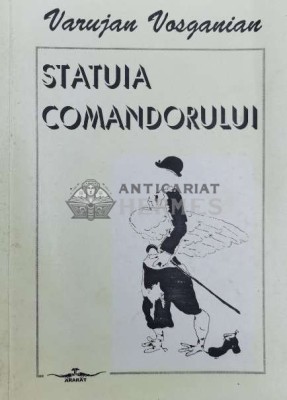 Varujan Vosganian
STATUIA
COMANDORULUI
ANTICARIAT
HERMES
ARARAT